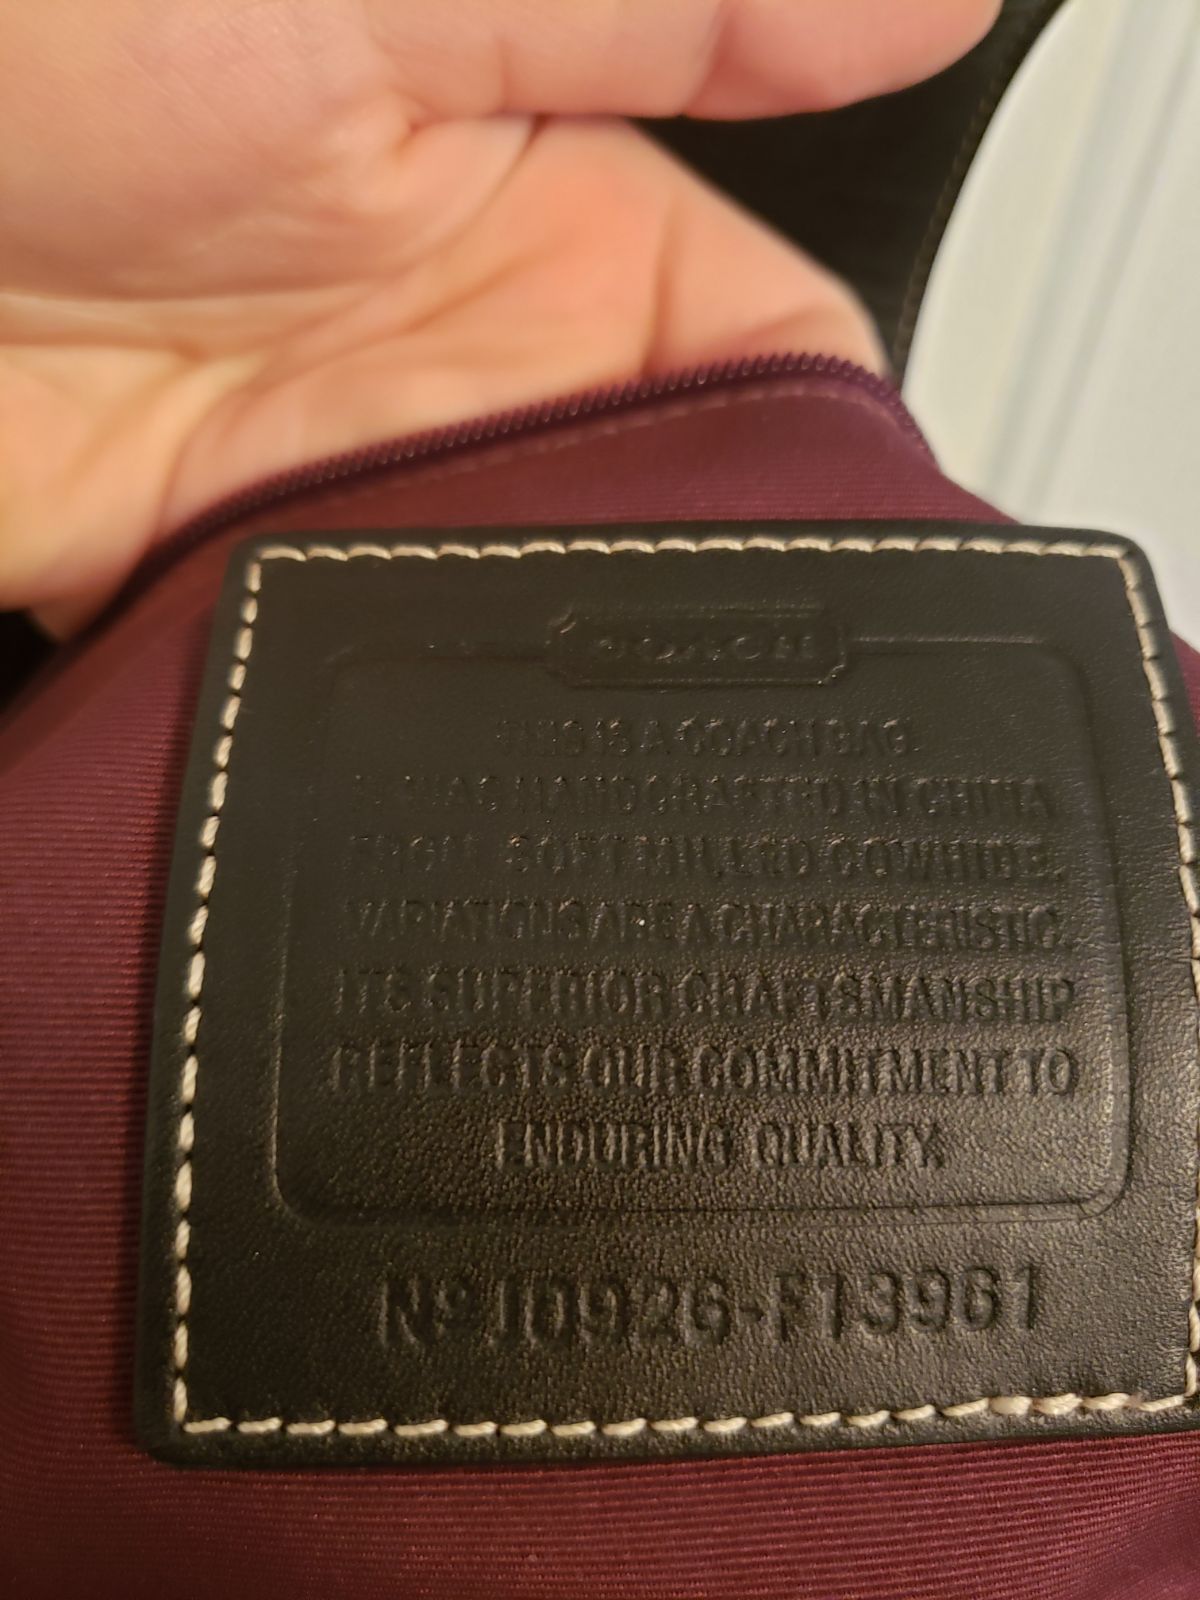 COACH
THIS IS A COACH BAG.
IT WAS HANDCRAFTED IN CHINA
FROM SOFT MILLED COWHIDE.
VARIATIONS ARE A CHARACTERISTIC.
ITS SUPERIOR CRAFTSMANSHIP
REFLECTS OUR COMMITMENT TO
ENDURING QUALITY.
Nº J0926-F13961